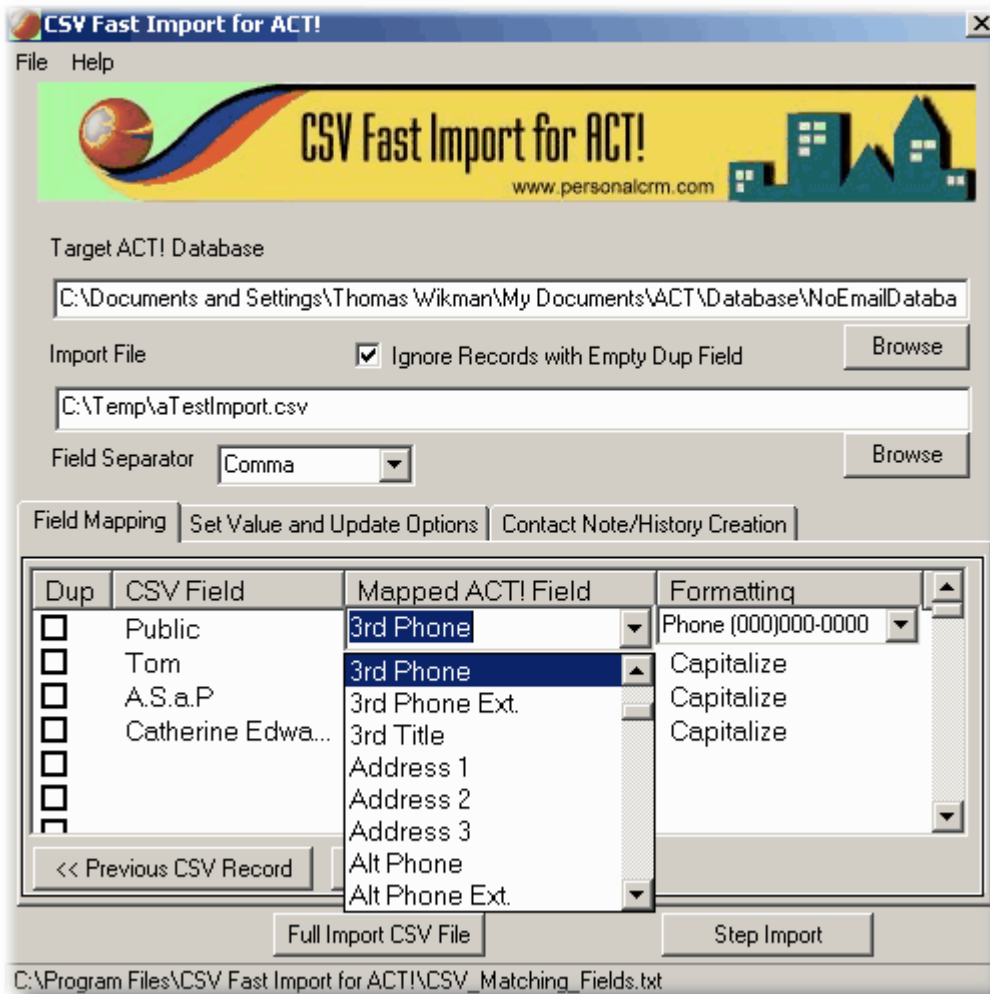 CSV Fast Import for ACT!
File Help
CSV Fast Import for ACT!
www.personalcrm.com
Target ACT! Database
C:\Documents and Settings\Thomas Wikman\My Documents\ACT\Database\NoEmailDataba
Import File Ignore Records with Empty Dup Field Browse
C:\Temp\aTestImport.csv
Field Separator Comma Browse
Field Mapping Set Value and Update Options Contact Note/History Creation
Dup CSV Field Mapped ACT! Field Formatting
Public 3rd Phone Phone (000)000-0000
Tom 3rd Phone Capitalize
A.S.a.P 3rd Phone Ext. Capitalize
Catherine Edwa... 3rd Title Capitalize
Address 1
Address 2
Address 3
<< Previous CSV Record Alt Phone
Alt Phone Ext.
Full Import CSV File Step Import
C:\Program Files\CSV Fast Import for ACT!\CSV_Matching_Fields.txt